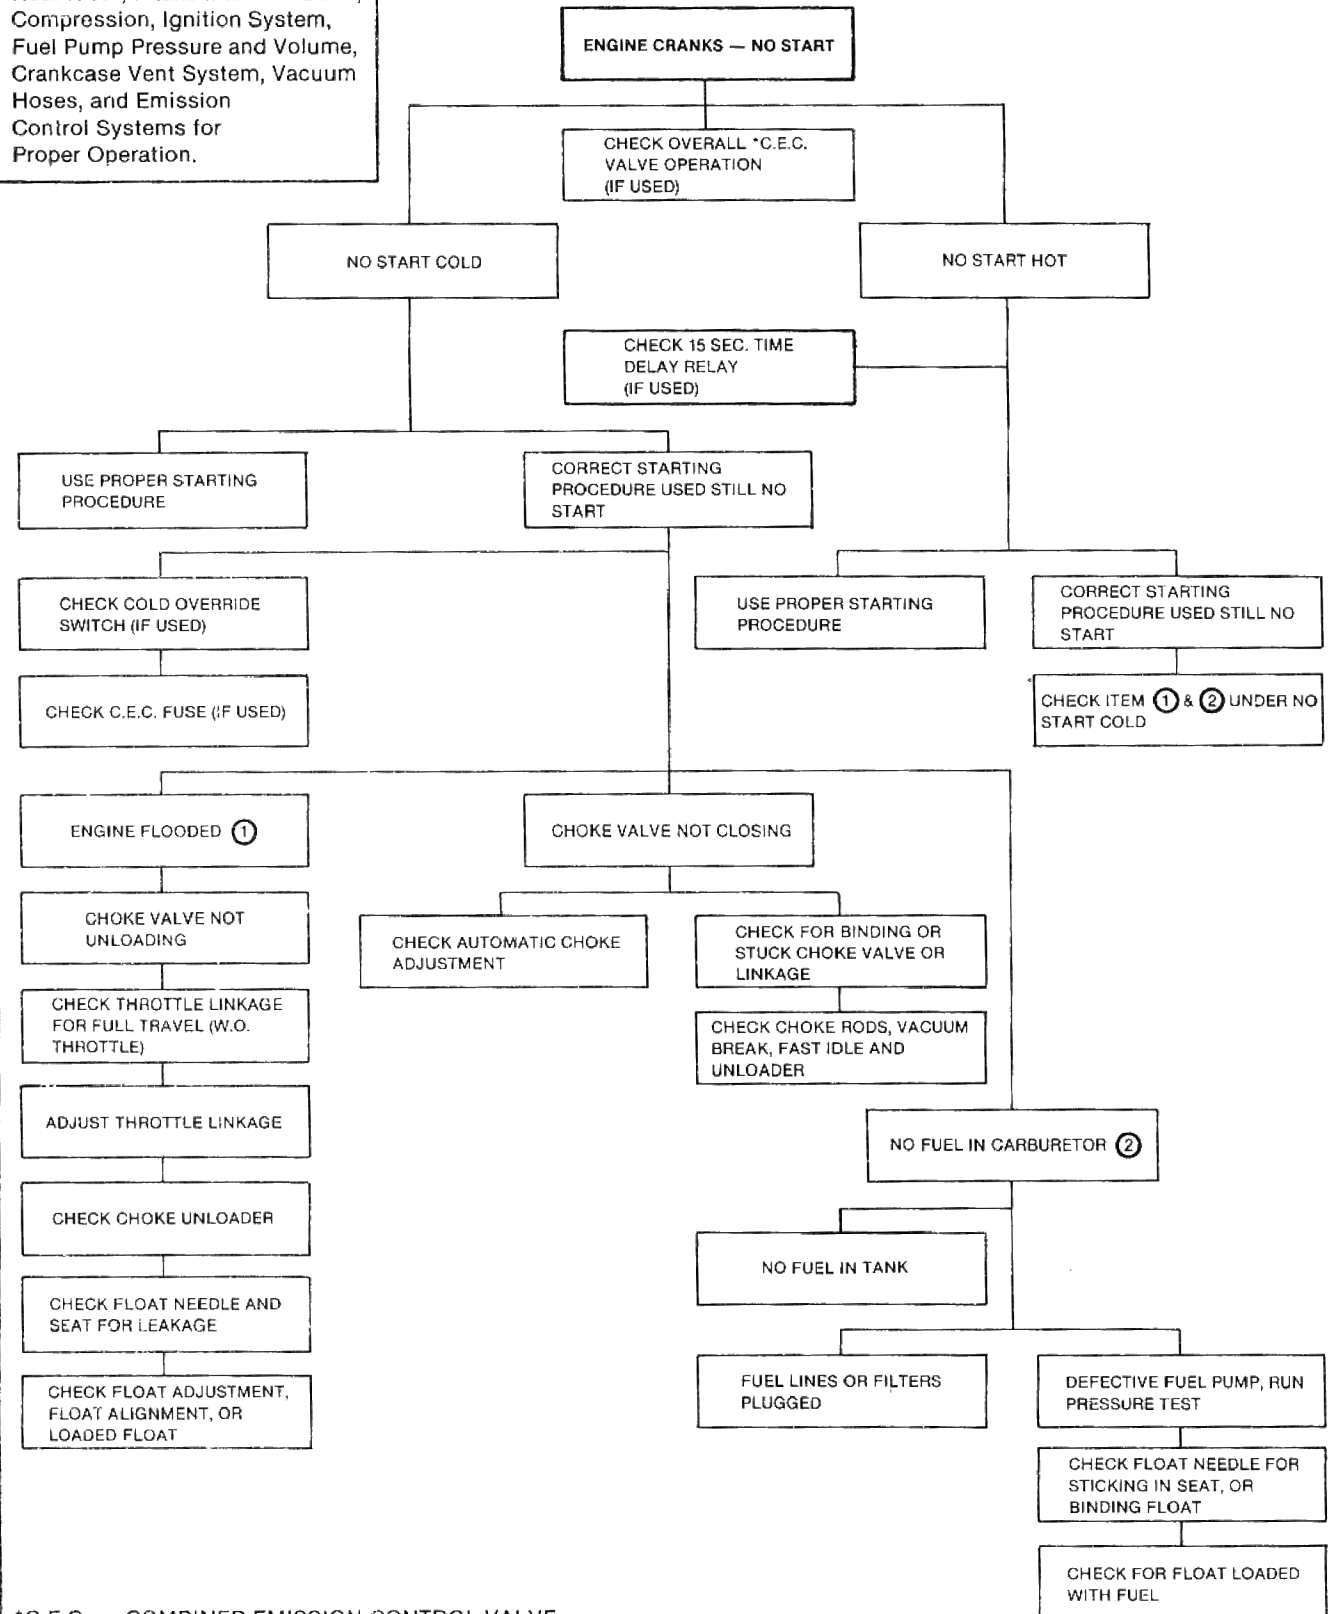 Compression, Ignition System,
Fuel Pump Pressure and Volume,
Crankcase Vent System, Vacuum
Hoses, and Emission
Control Systems for
Proper Operation.
ENGINE CRANKS — NO START
CHECK OVERALL *C.E.C.
VALVE OPERATION
(IF USED)
NO START COLD
NO START HOT
CHECK 15 SEC. TIME
DELAY RELAY
(IF USED)
USE PROPER STARTING
PROCEDURE
CORRECT STARTING
PROCEDURE USED STILL NO
START
CHECK COLD OVERRIDE
SWITCH (IF USED)
USE PROPER STARTING
PROCEDURE
CORRECT STARTING
PROCEDURE USED STILL NO
START
CHECK C.E.C. FUSE (IF USED)
CHECK ITEM ① & ② UNDER NO
START COLD
ENGINE FLOODED ①
CHOKE VALVE NOT CLOSING
CHOKE VALVE NOT
UNLOADING
CHECK AUTOMATIC CHOKE
ADJUSTMENT
CHECK FOR BINDING OR
STUCK CHOKE VALVE OR
LINKAGE
CHECK THROTTLE LINKAGE
FOR FULL TRAVEL (W.O.
THROTTLE)
CHECK CHOKE RODS, VACUUM
BREAK, FAST IDLE AND
UNLOADER
ADJUST THROTTLE LINKAGE
NO FUEL IN CARBURETOR ②
CHECK CHOKE UNLOADER
NO FUEL IN TANK
CHECK FLOAT NEEDLE AND
SEAT FOR LEAKAGE
CHECK FLOAT ADJUSTMENT,
FLOAT ALIGNMENT, OR
LOADED FLOAT
FUEL LINES OR FILTERS
PLUGGED
DEFECTIVE FUEL PUMP, RUN
PRESSURE TEST
CHECK FLOAT NEEDLE FOR
STICKING IN SEAT, OR
BINDING FLOAT
CHECK FOR FLOAT LOADED
WITH FUEL
*C.E.C. — COMBINED EMISSION CONTROL VALVE